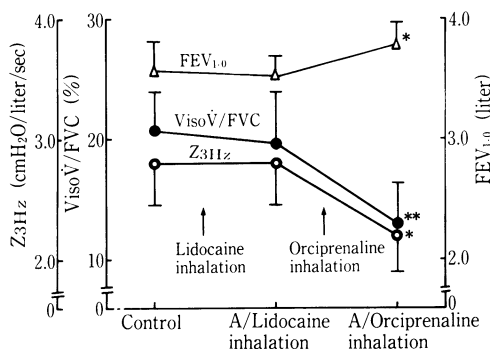 Z3Hz (cmH2O/liter/sec)
4.0
3.0
2.0
0
VisoV̇/FVC (%)
30
20
10
0
FEV1·0
*
VisoV̇/FVC
Z3Hz
**
*
Lidocaine
inhalation
Orciprenaline
inhalation
4.0
3.0
2.0
0
FEV1·0 (liter)
Control
A/Lidocaine
inhalation
A/Orciprenaline
inhalation